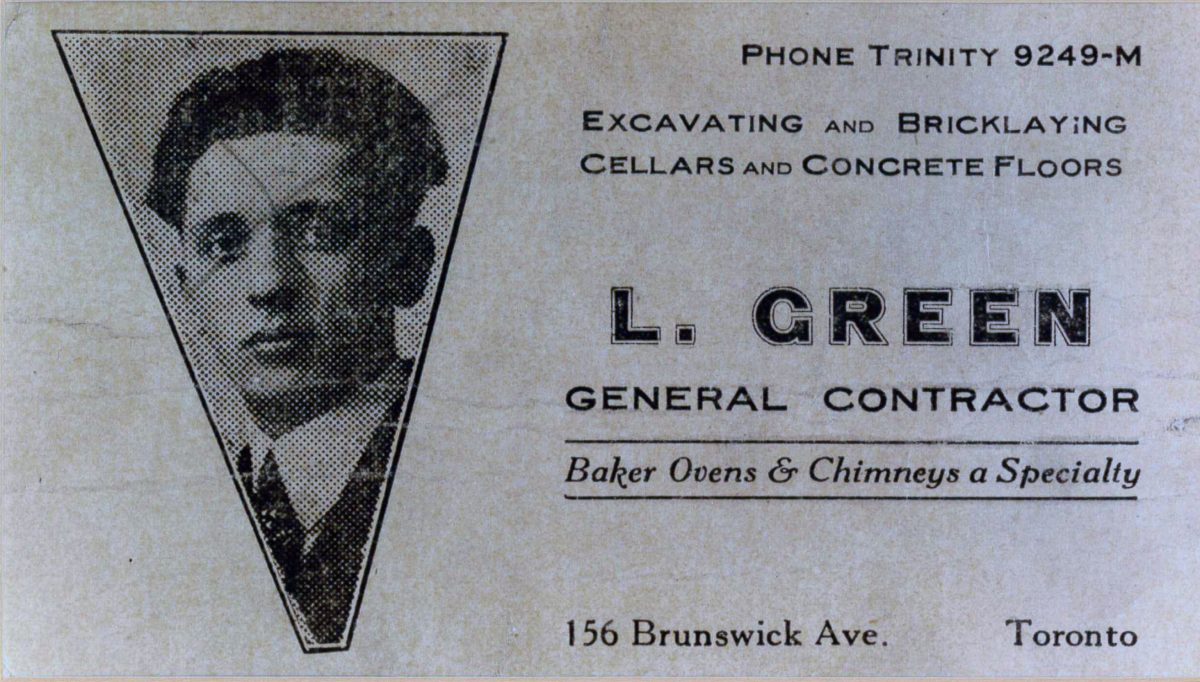 PHONE TRINITY 9249-M
EXCAVATING AND BRICKLAYING
CELLARS AND CONCRETE FLOORS
L. GREEN
GENERAL CONTRACTOR
Baker Ovens & Chimneys a Specialty
156 Brunswick Ave. Toronto